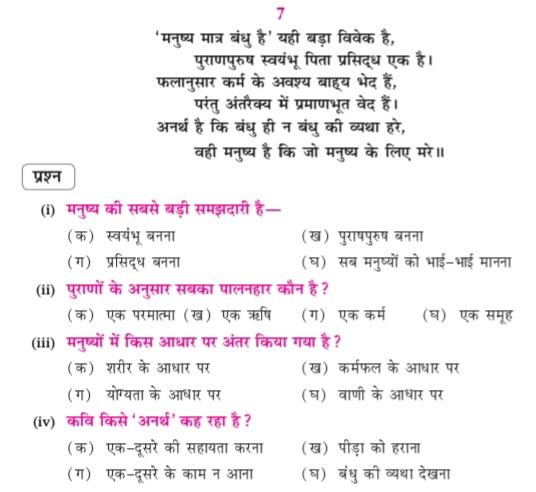 7
‘मनुष्य मात्र बंधु है’ यही बड़ा विवेक है,
पुराणपुरुष स्वयंभू पिता प्रसिद्ध एक है।
फलानुसार कर्म के अवश्य बाह्य भेद हैं,
परंतु अंतरैक्य में प्रमाणभूत वेद हैं।
अनर्थ है कि बंधु ही न बंधु की व्यथा हरे,
वही मनुष्य है कि जो मनुष्य के लिए मरे॥
प्रश्न
(i) मनुष्य की सबसे बड़ी समझदारी है—
(क) स्वयंभू बनना (ख) पुराषपुरुष बनना
(ग) प्रसिद्ध बनना (घ) सब मनुष्यों को भाई-भाई मानना
(ii) पुराणों के अनुसार सबका पालनहार कौन है?
(क) एक परमात्मा (ख) एक ऋषि (ग) एक कर्म (घ) एक समूह
(iii) मनुष्यों में किस आधार पर अंतर किया गया है?
(क) शरीर के आधार पर (ख) कर्मफल के आधार पर
(ग) योग्यता के आधार पर (घ) वाणी के आधार पर
(iv) कवि किसे ‘अनर्थ’ कह रहा है?
(क) एक-दूसरे की सहायता करना (ख) पीड़ा को हराना
(ग) एक-दूसरे के काम न आना (घ) बंधु की व्यथा देखना